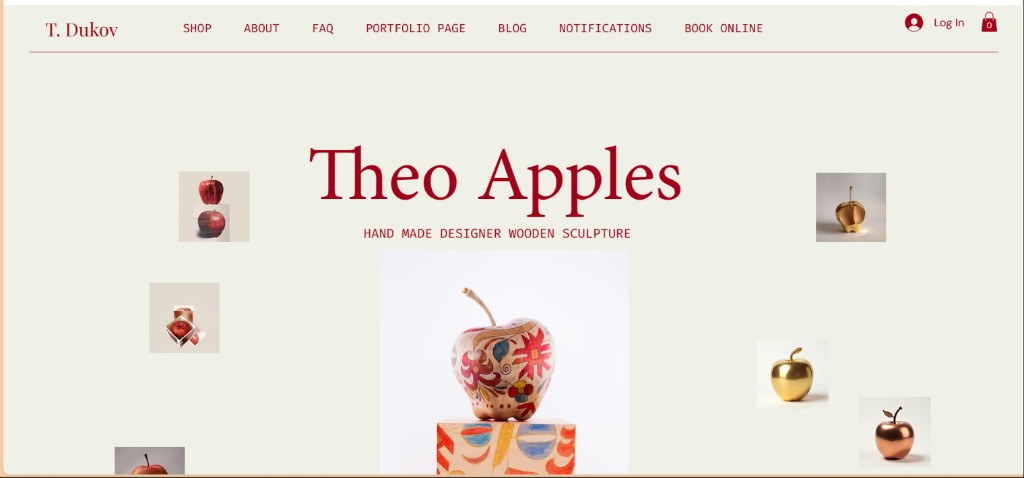 T. Dukov
SHOP ABOUT FAQ PORTFOLIO PAGE BLOG NOTIFICATIONS BOOK ONLINE
Log In
0
Theo Apples
HAND MADE DESIGNER WOODEN SCULPTURE